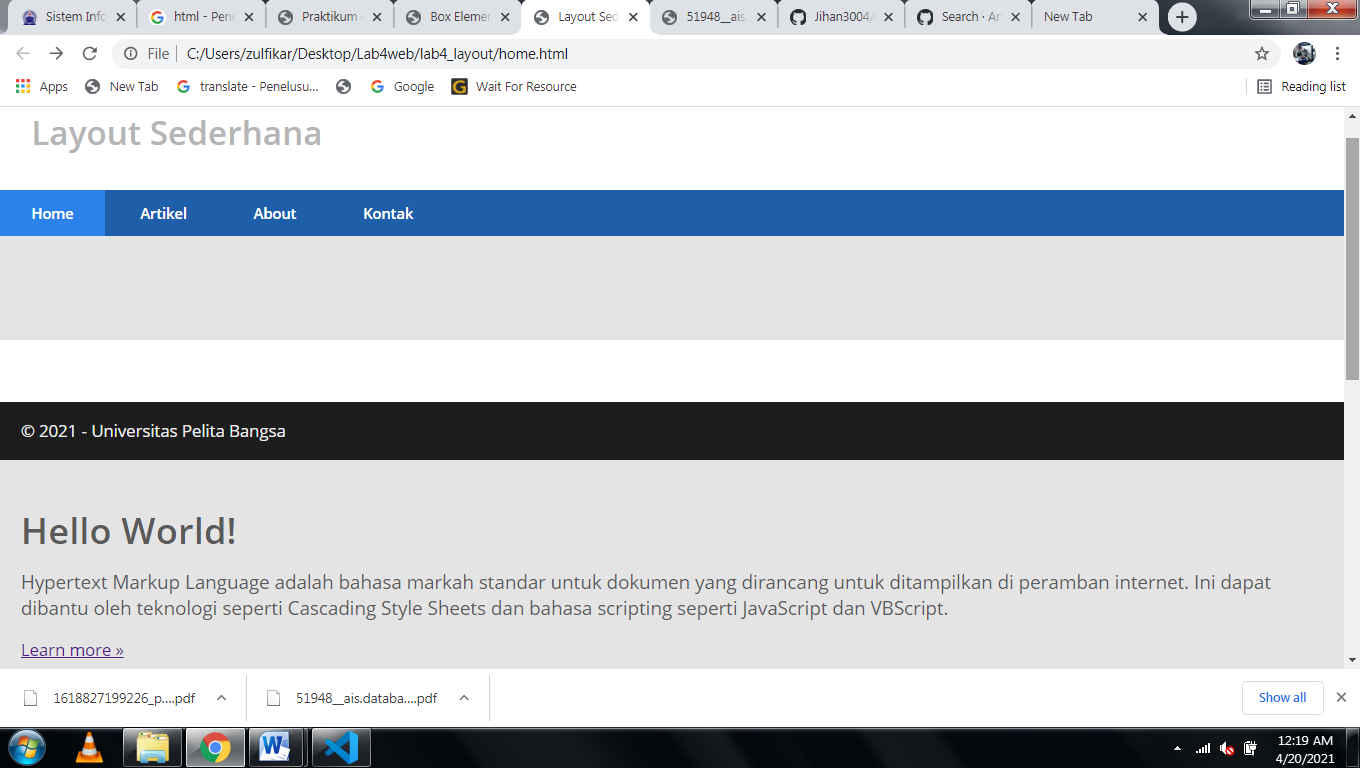 Sistem Info
html - Pene
Praktikum
Box Elemen
Layout Sed
51948__ais.
Jihan3004/
Search · An
New Tab
File
C:/Users/zulfikar/Desktop/Lab4web/lab4_layout/home.html
Apps
New Tab
translate - Penelusu...
Google
Wait For Resource
Reading list
Layout Sederhana
Home
Artikel
About
Kontak
© 2021 - Universitas Pelita Bangsa
Hello World!
Hypertext Markup Language adalah bahasa markah standar untuk dokumen yang dirancang untuk ditampilkan di peramban internet. Ini dapat
dibantu oleh teknologi seperti Cascading Style Sheets dan bahasa scripting seperti JavaScript dan VBScript.
Learn more »
1618827199226_p....pdf
51948__ais.databa....pdf
Show all
12:19 AM
4/20/2021